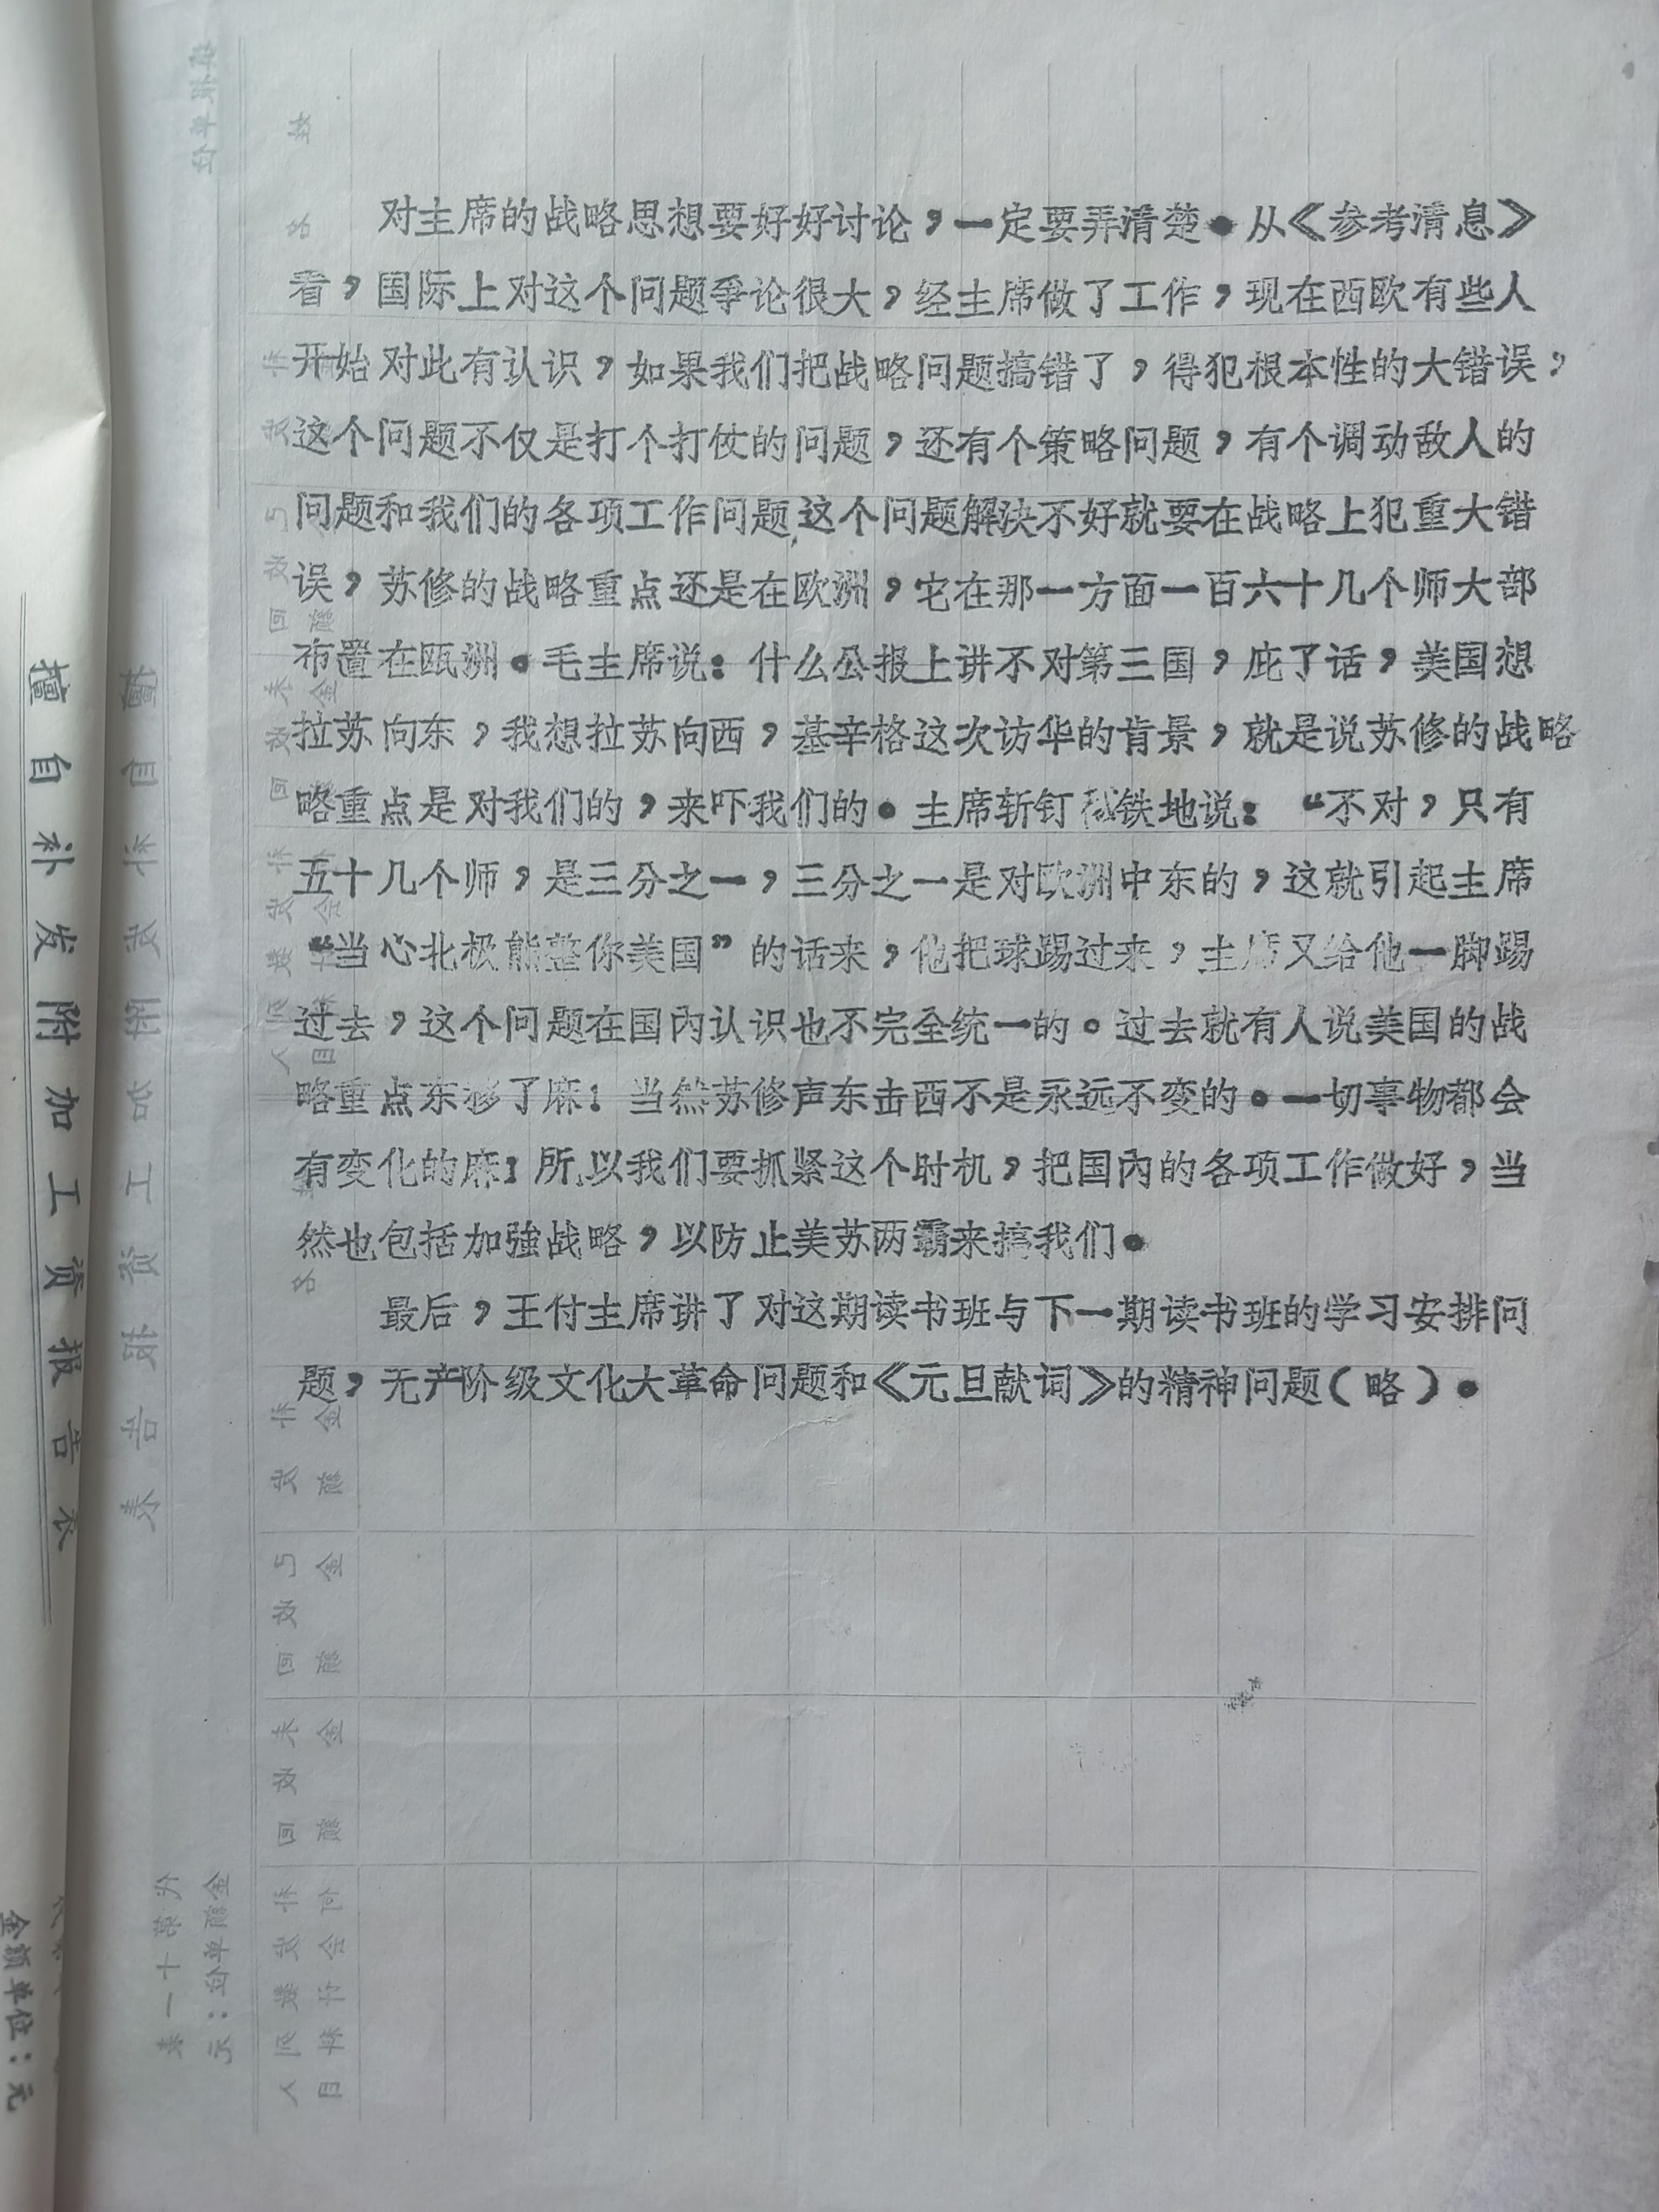 对主席的战略思想要好好讨论，一定要弄清楚。从《参考清息》
看，国际上对这个问题争论很大，经主席做了工作，现在西欧有些人
开始对此有认识，如果我们把战略问题搞错了，得犯根本性的大错误，
这个问题不仅是打个打仗的问题，还有个策略问题，有个调动敌人的
问题和我们的各项工作问题，这个问题解决不好就要在战略上犯重大错
误，苏修的战略重点还是在欧洲，它在那一方面一百六十几个师大部
布置在瓯洲。毛主席说：什么公报上讲不对第三国，庇了话，美国想
拉苏向东，我想拉苏向西，基辛格这次访华的肯景，就是说苏修的战略
略重点是对我们的，来吓我们的。主席斩钉 铁地说：“不对，只有
五十几个师，是三分之一，三分之一是对欧洲中东的，这就引起主席
“当心北极熊整你美国”的话来，他把球踢过来，主席又给他一脚踢
过去，这个问题在国内认识也不完全统一的。过去就有人说美国的战
略重点东移了麻！当然苏修声东击西不是永远不变的。一切事物都会
有变化的麻！所以我们要抓紧这个时机，把国内的各项工作做好，当
然也包括加强战略，以防止美苏两霸来搞我们。
最后，王付主席讲了对这期读书班与下一期读书班的学习安排问
题，无产阶级文化大革命问题和《元旦献词》的精神问题（略）。
擅自补发附加工资报告表
金额单位：元